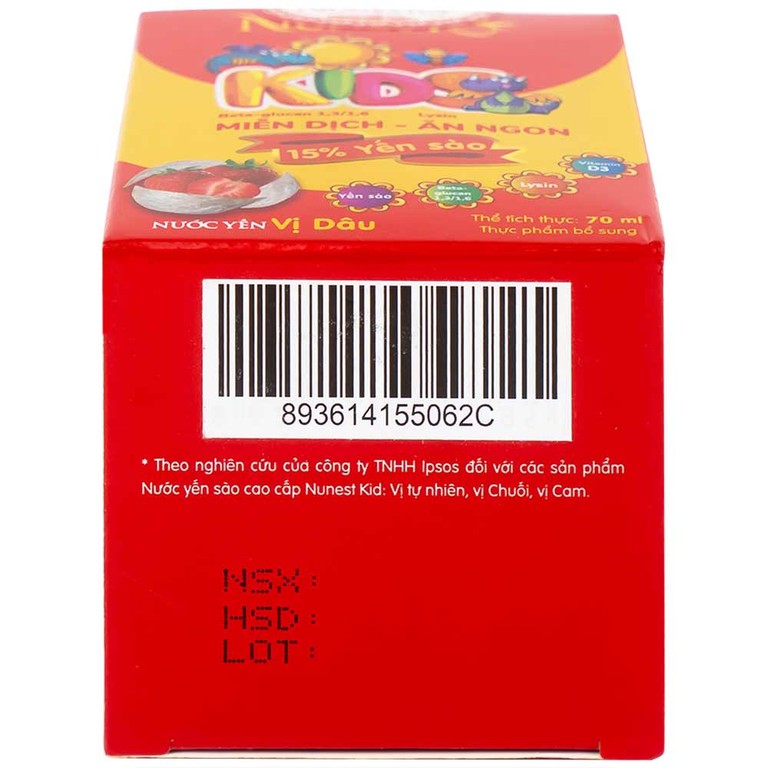 KIDS
Beta-glucan 1,3/1,6 Lysin
MIỄN DỊCH - ĂN NGON
15% Yến sào
Vitamin D3
Lysin
Beta-glucan 1,3/1,6
Yến sào
NƯỚC YẾN Vị Dâu
Thể tích thực: 70 ml
Thực phẩm bổ sung
893614155062C
* Theo nghiên cứu của công ty TNHH Ipsos đối với các sản phẩm
Nước yến sào cao cấp Nunest Kid: Vị tự nhiên, vị Chuối, vị Cam.
NSX:
HSD:
LOT: